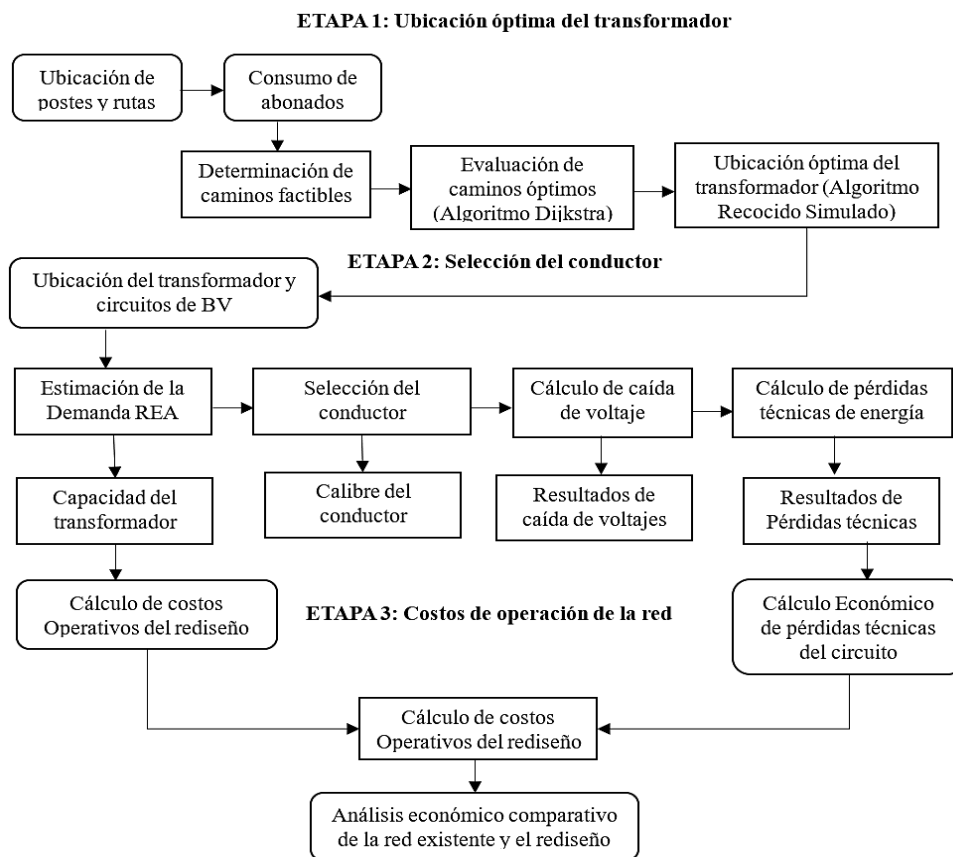 ETAPA 1: Ubicación óptima del transformador
Ubicación de
postes y rutas
Consumo de
abonados
Determinación de
caminos factibles
Evaluación de
caminos óptimos
(Algoritmo Dijkstra)
Ubicación óptima del
transformador (Algoritmo
Recocido Simulado)
ETAPA 2: Selección del conductor
Ubicación del transformador y
circuitos de BV
Estimación de la
Demanda REA
Selección del
conductor
Cálculo de caída
de voltaje
Cálculo de pérdidas
técnicas de energía
Capacidad del
transformador
Calibre del
conductor
Resultados de
caída de voltajes
Resultados de
Pérdidas técnicas
Cálculo de costos
Operativos del rediseño
ETAPA 3: Costos de operación de la red
Cálculo Económico
de pérdidas técnicas
del circuito
Cálculo de costos
Operativos del rediseño
Análisis económico comparativo
de la red existente y el rediseño